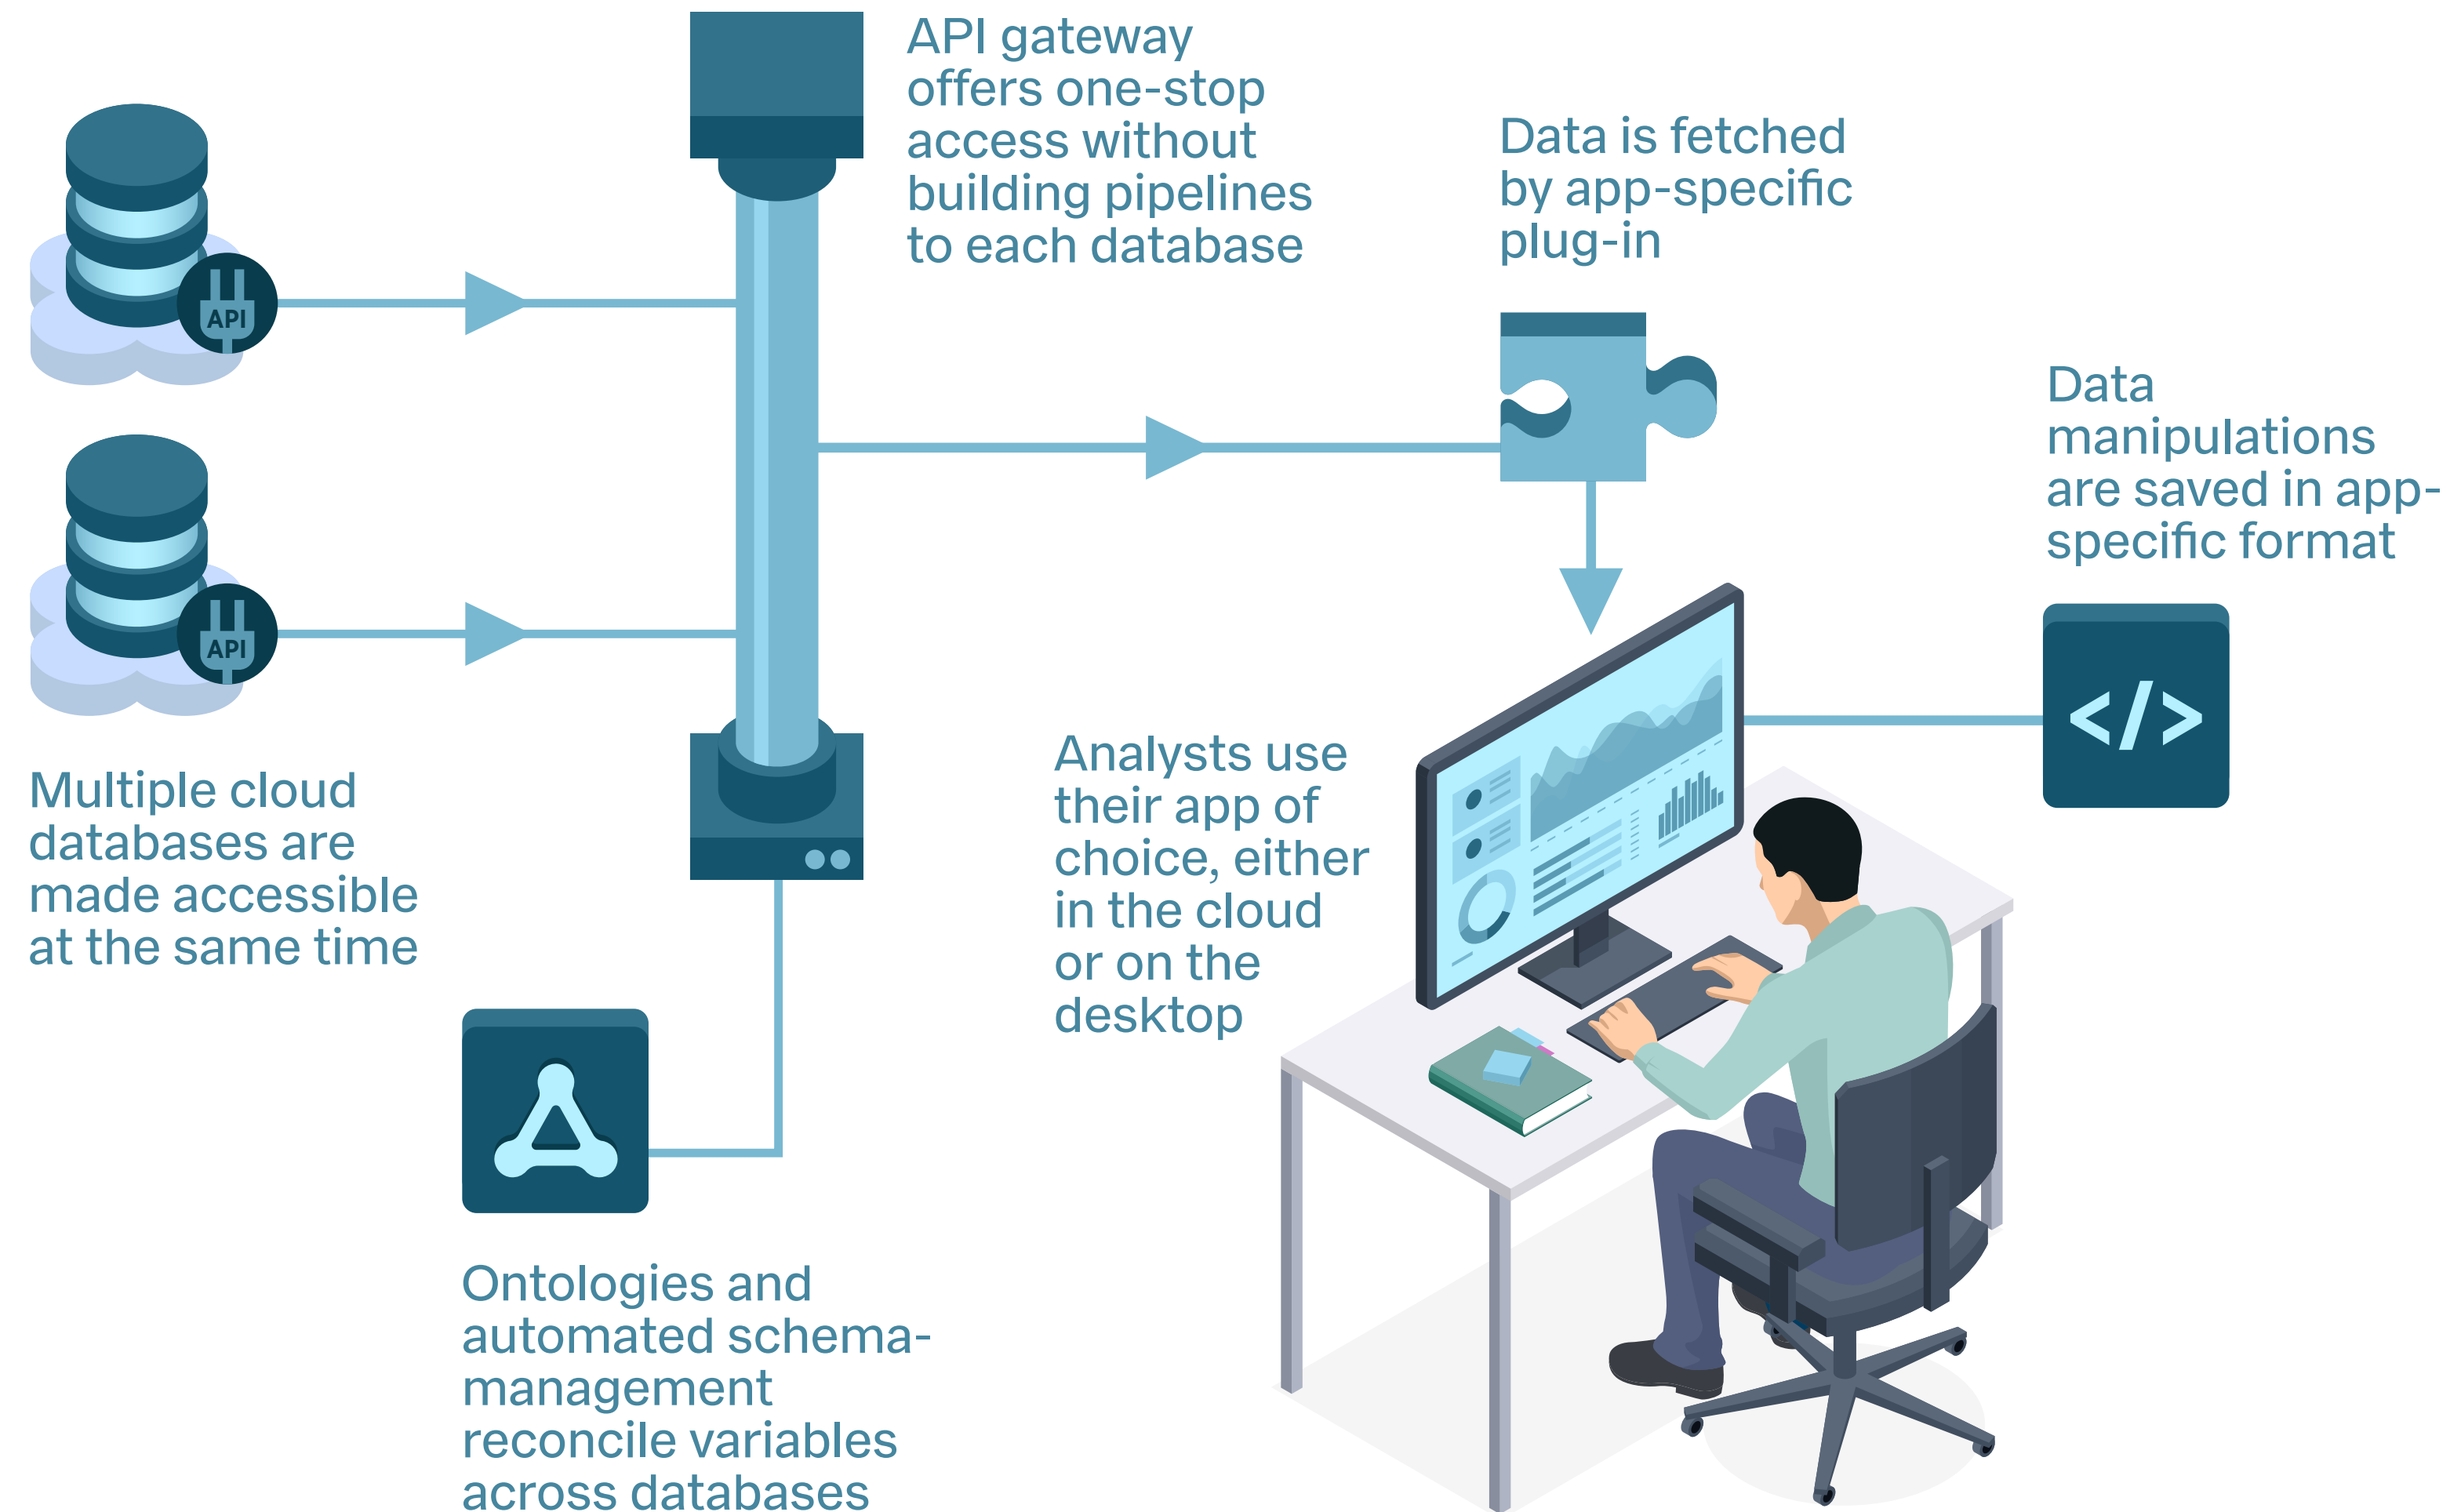 API gateway
offers one-stop
access without
building pipelines
to each database
Data is fetched
by app-specific
plug-in
API
Data
manipulations
are saved in app-
specific format
API
Multiple cloud
databases are
made accessible
at the same time
Analysts use
their app of
choice, either
in the cloud
or on the
desktop
</>
Ontologies and
automated schema-
management
reconcile variables
across databases